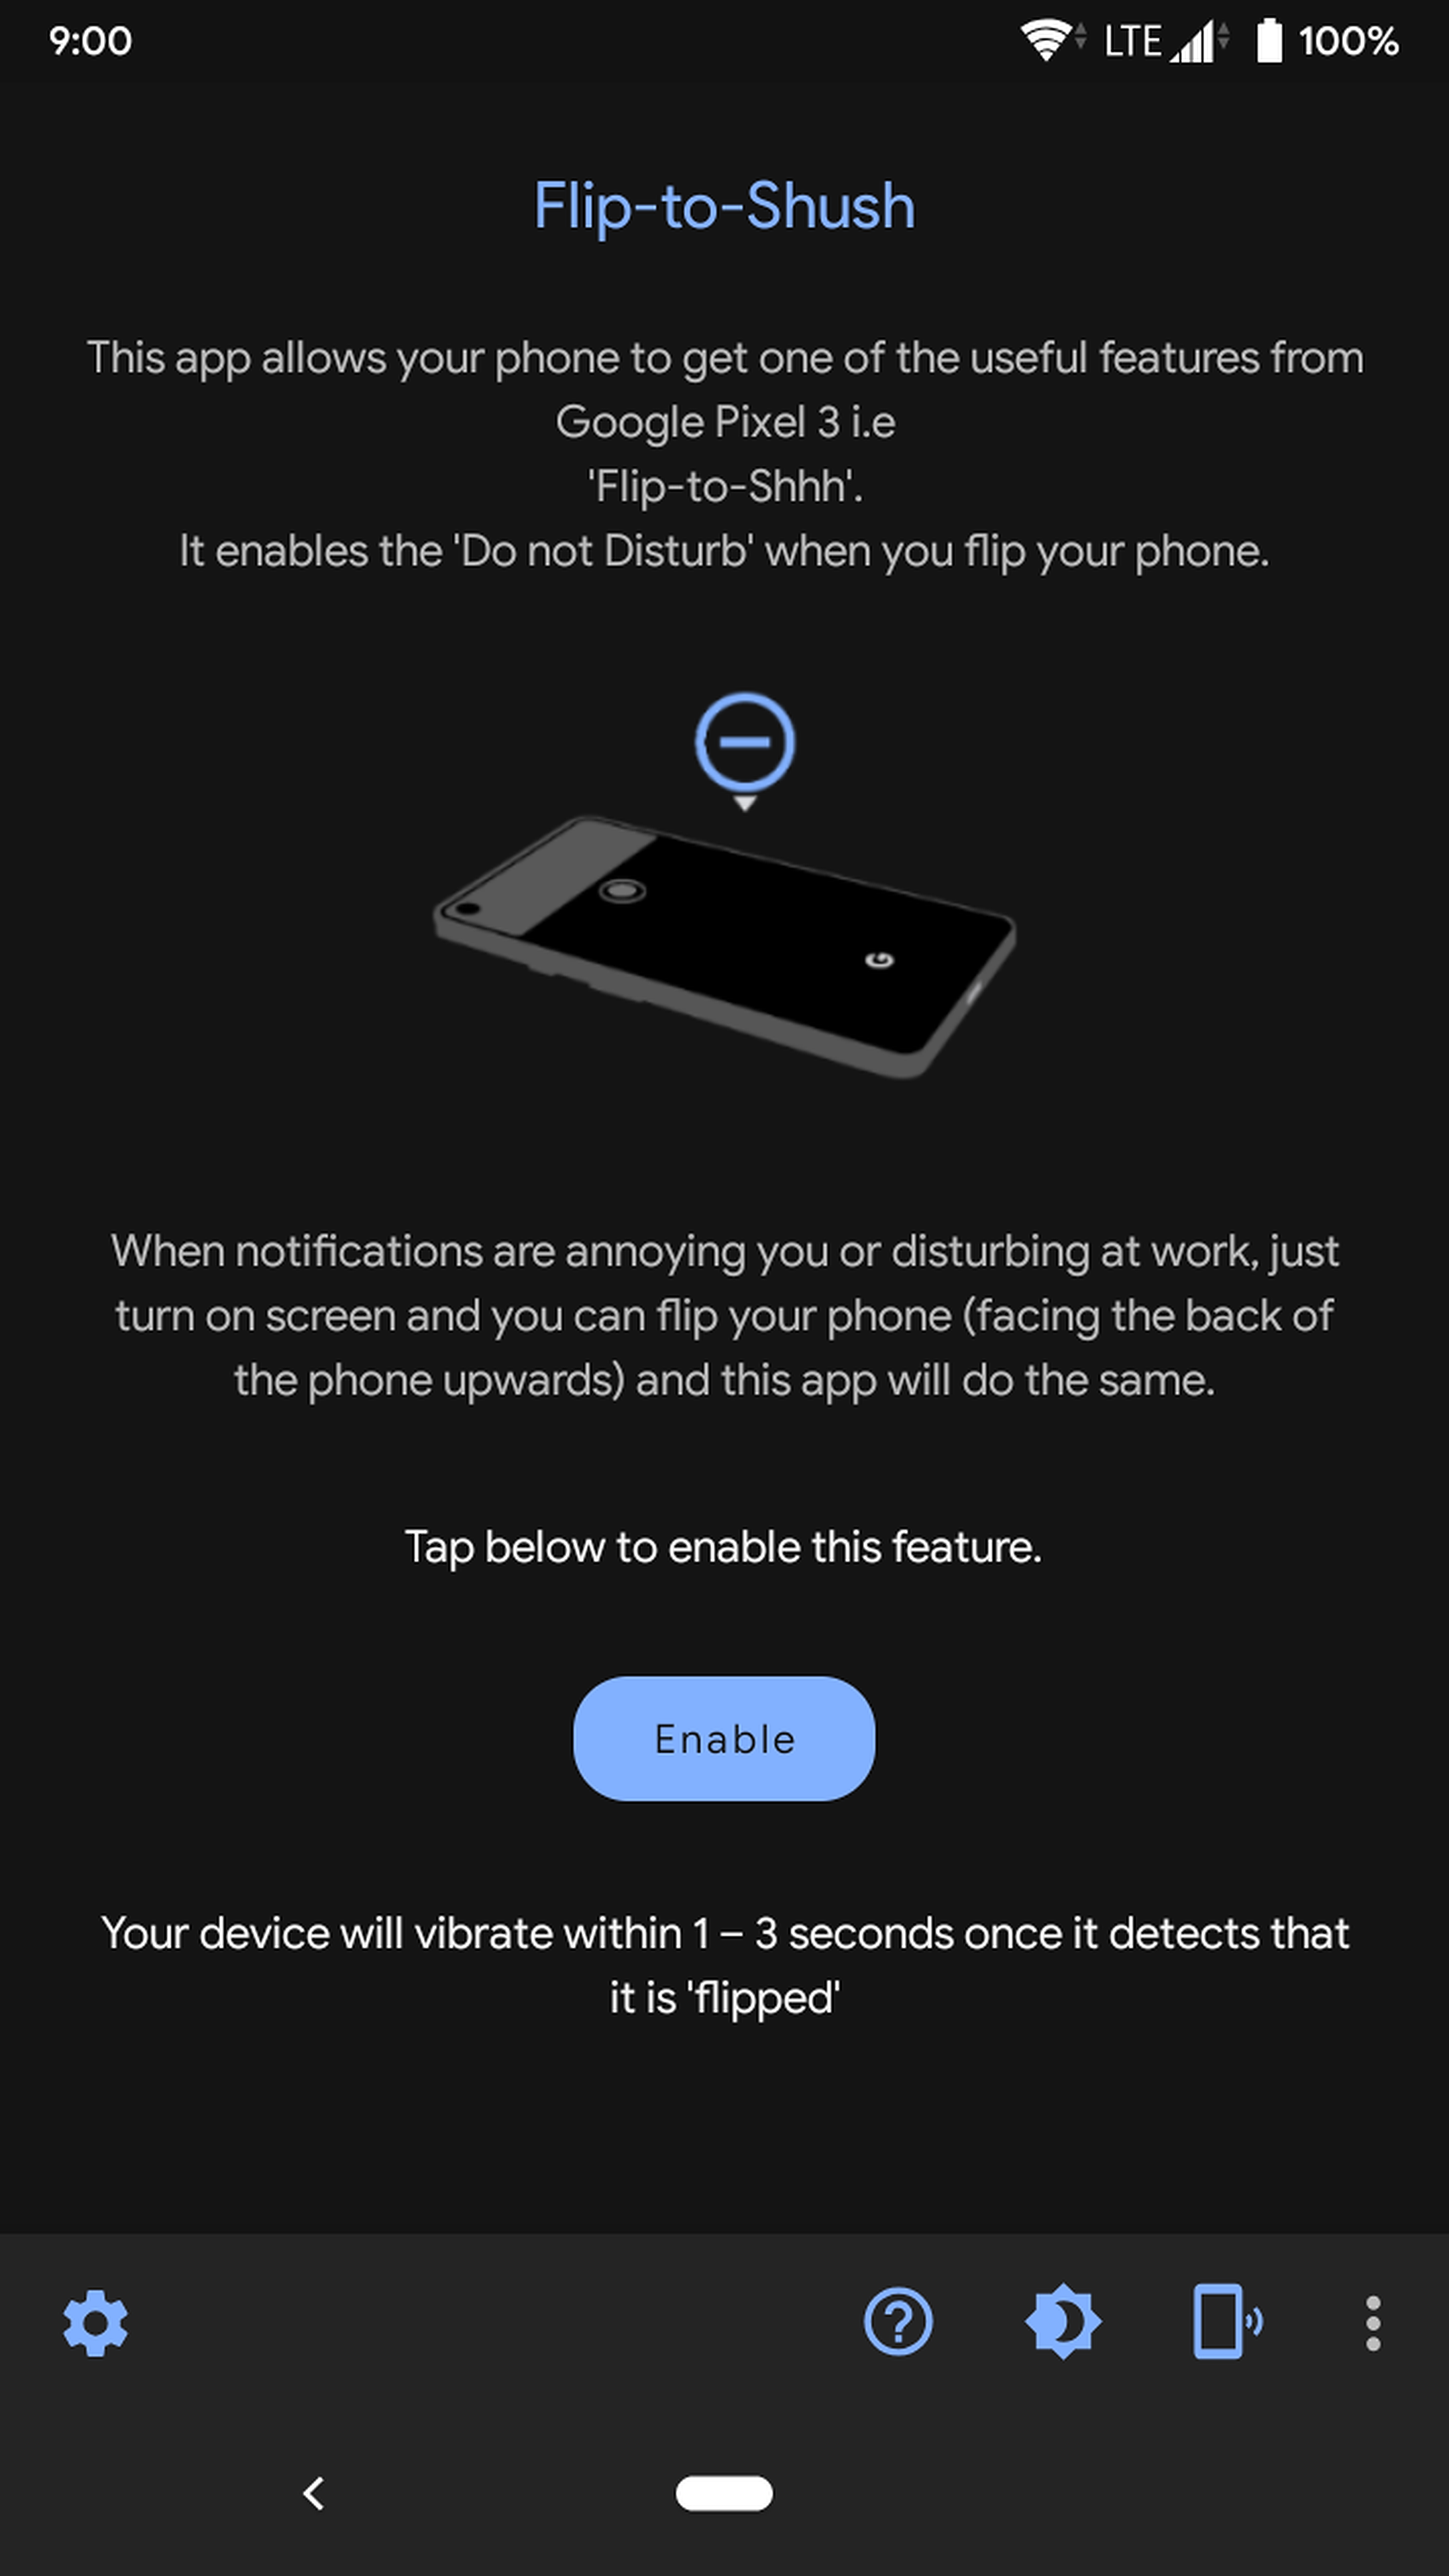 9:00 LTE 100%
Flip-to-Shush
This app allows your phone to get one of the useful features from
Google Pixel 3 i.e
'Flip-to-Shhh'.
It enables the 'Do not Disturb' when you flip your phone.
G
When notifications are annoying you or disturbing at work, just
turn on screen and you can flip your phone (facing the back of
the phone upwards) and this app will do the same.
Tap below to enable this feature.
Enable
Your device will vibrate within 1 – 3 seconds once it detects that
it is 'flipped'